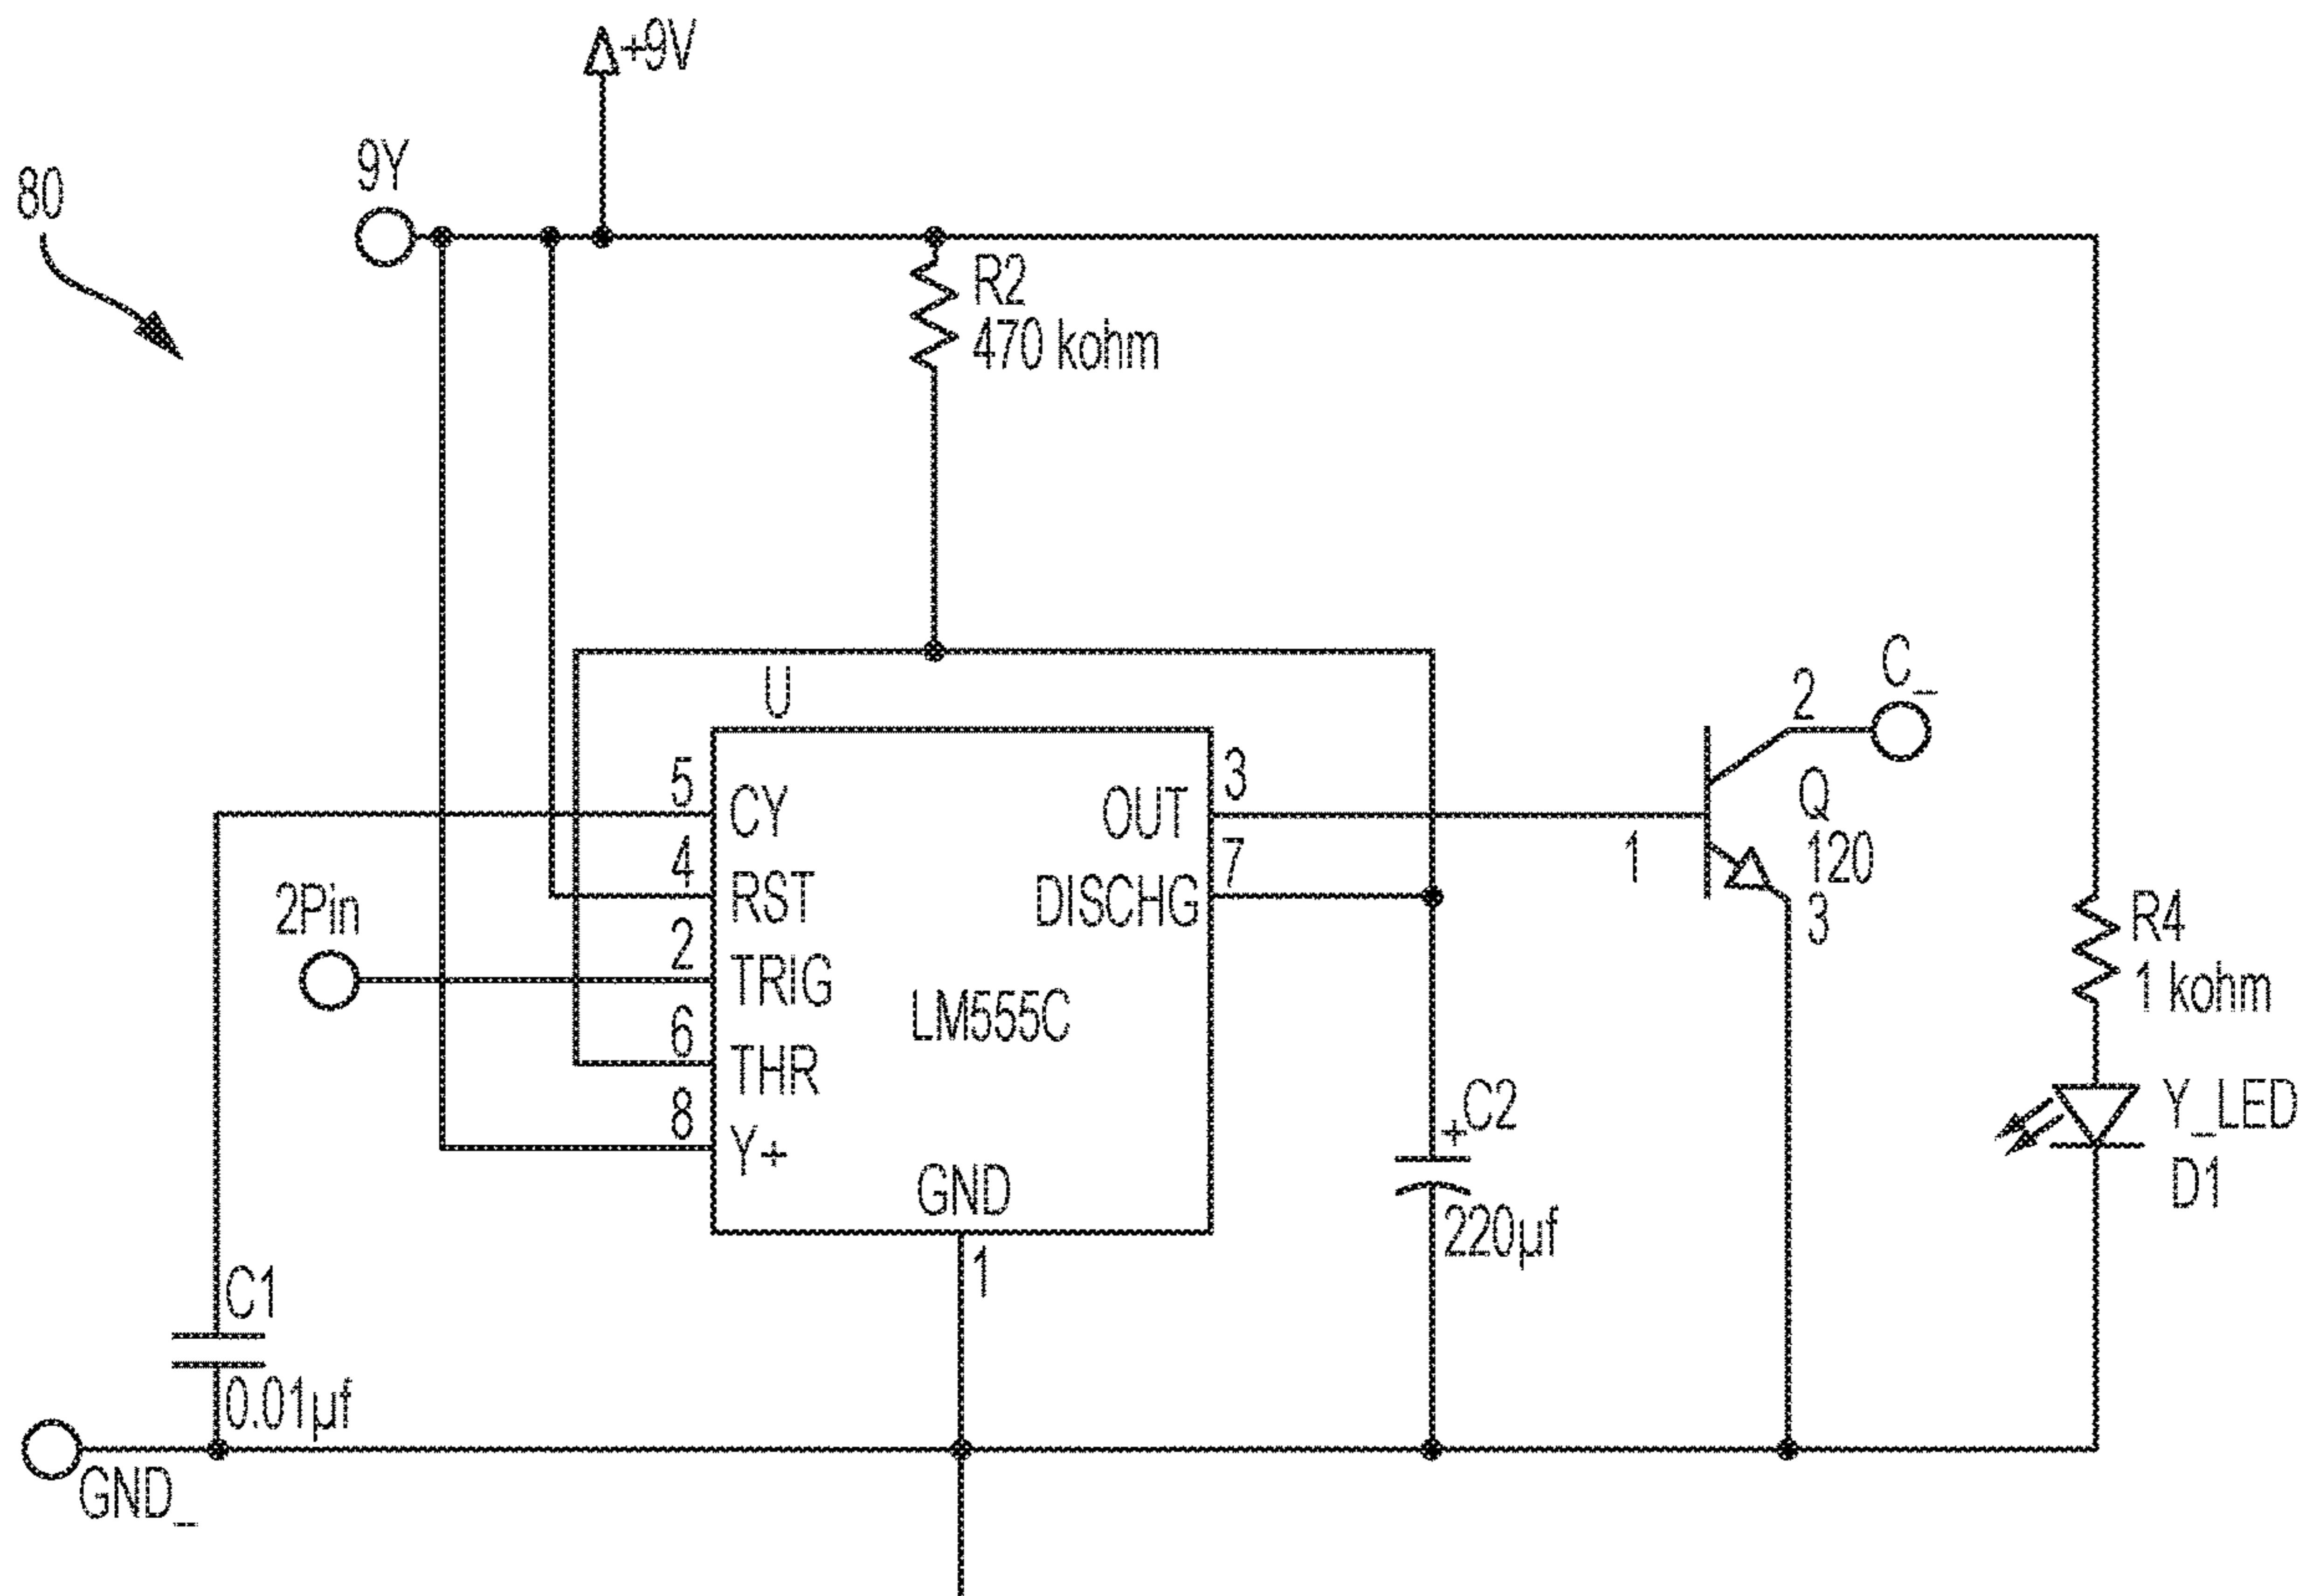 +9V
9Y
80
R2
470 kohm
U
C_
2
5
CY
OUT
3
Q
120
4
RST
7
DISCHG
1
3
2Pin
2
TRIG
R4
1 kohm
LM555C
6
THR
8
Y+
C2
+
Y_LED
D1
GND
220µf
1
C1
0.01µf
GND_